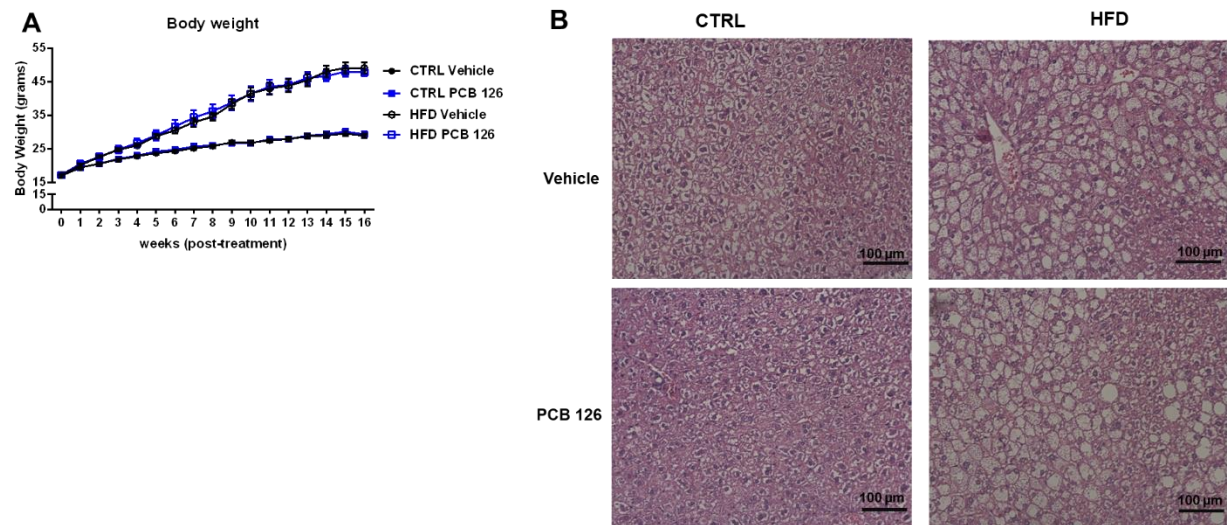 A
Body weight
Body Weight (grams)
55
45
35
25
15
15
0
0 1 2 3 4 5 6 7 8 9 10 11 12 13 14 15 16
weeks (post-treatment)
CTRL Vehicle
CTRL PCB 126
HFD Vehicle
HFD PCB 126
B
CTRL
HFD
Vehicle
100 µm
100 µm
PCB 126
100 µm
100 µm